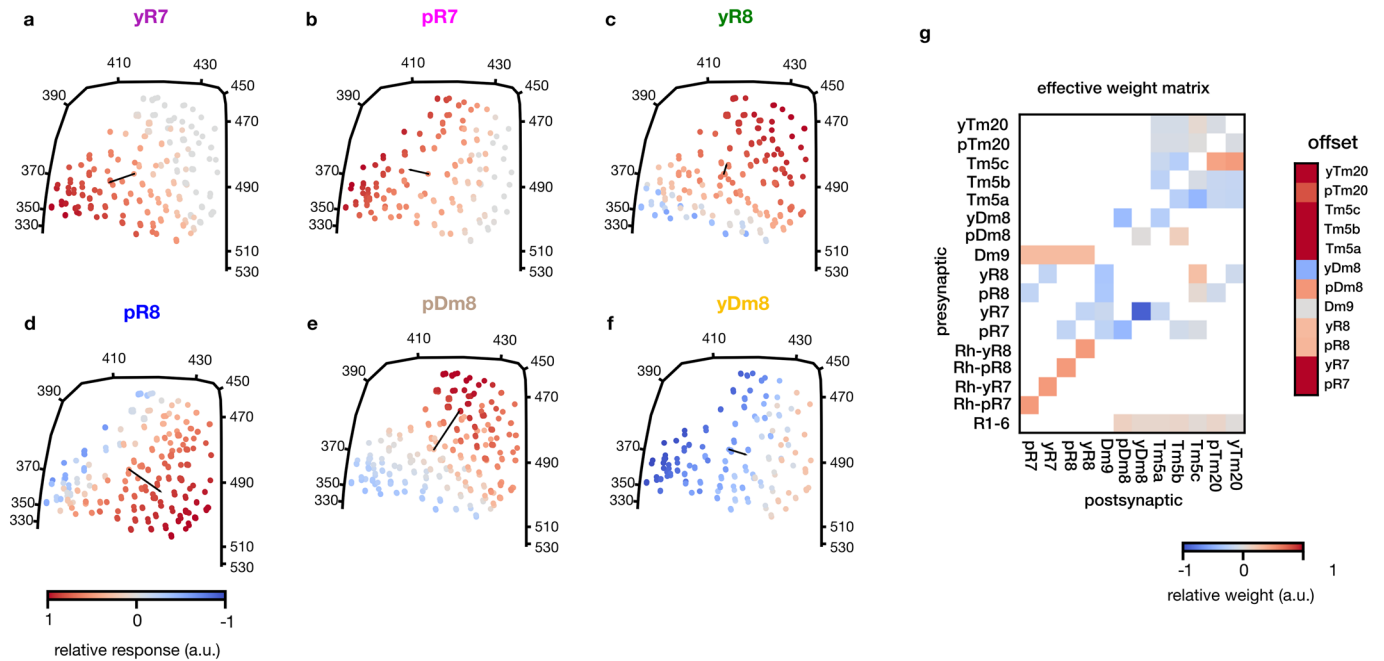 a
yR7
410
430
390
450
470
370
490
350
330
510
530
b
pR7
410
430
390
450
470
370
490
350
330
510
530
c
yR8
410
430
390
450
470
370
490
350
330
510
530
d
pR8
410
430
390
450
470
370
490
350
330
510
530
e
pDm8
410
430
390
450
470
370
490
350
330
510
530
f
yDm8
410
430
390
450
470
370
490
350
330
510
530
1 0 -1
relative response (a.u.)
g
effective weight matrix
presynaptic
yTm20
pTm20
Tm5c
Tm5b
Tm5a
yDm8
pDm8
Dm9
yR8
pR8
yR7
pR7
Rh-yR8
Rh-pR8
Rh-yR7
Rh-pR7
R1-6
pR7
yR7
pR8
yR8
Dm9
pDm8
yDm8
Tm5a
Tm5b
Tm5c
pTm20
yTm20
postsynaptic
offset
yTm20
pTm20
Tm5c
Tm5b
Tm5a
yDm8
pDm8
Dm9
yR8
pR8
yR7
pR7
-1 0 1
relative weight (a.u.)